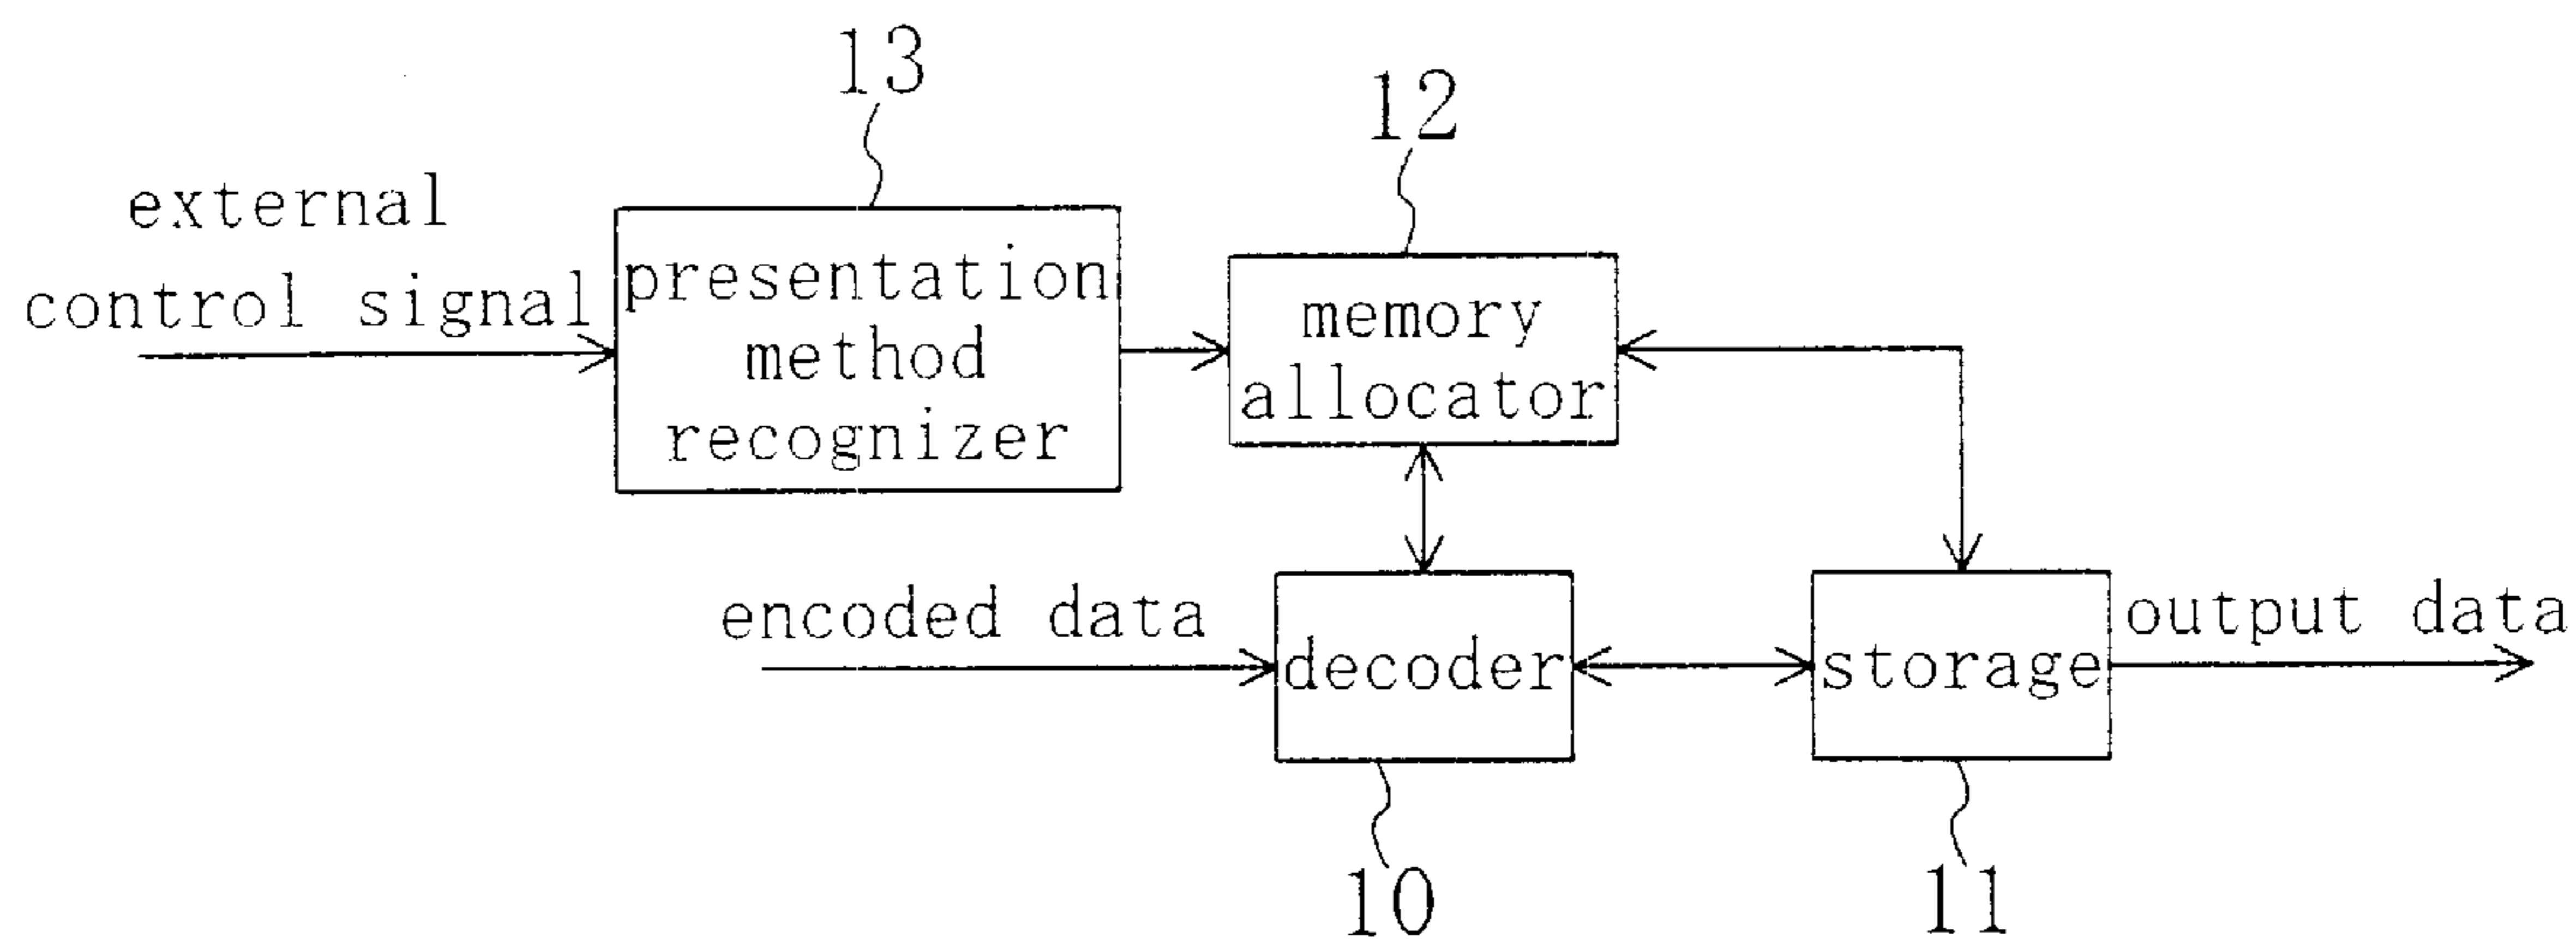 13
12
external
control signal
presentation
method
recognizer
memory
allocator
encoded data
decoder
storage
output data
10
11